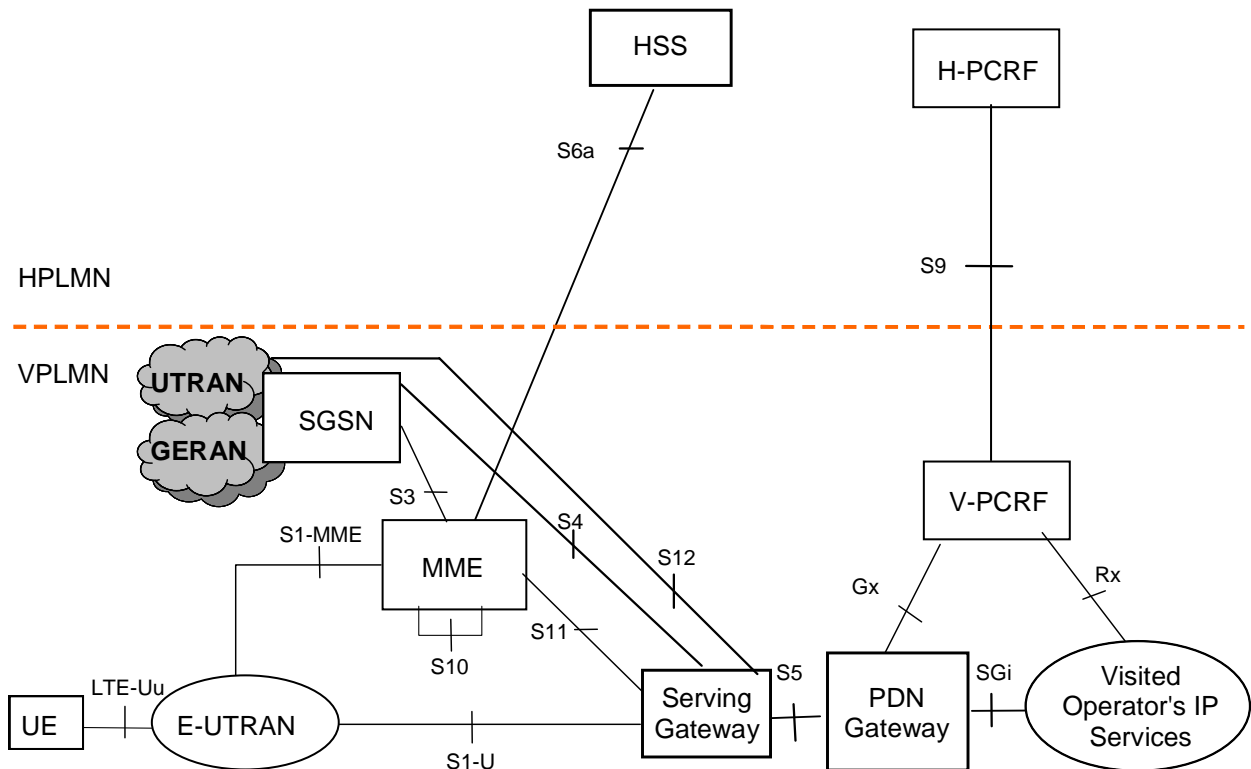 HSS
H-PCRF
S6a
S9
HPLMN
VPLMN
UTRAN
SGSN
GERAN
S3
S4
V-PCRF
S1-MME
MME
S12
Gx
Rx
S11
S10
LTE-Uu
S5
SGi
UE
E-UTRAN
Serving
Gateway
PDN
Gateway
Visited
Operator's IP
Services
S1-U